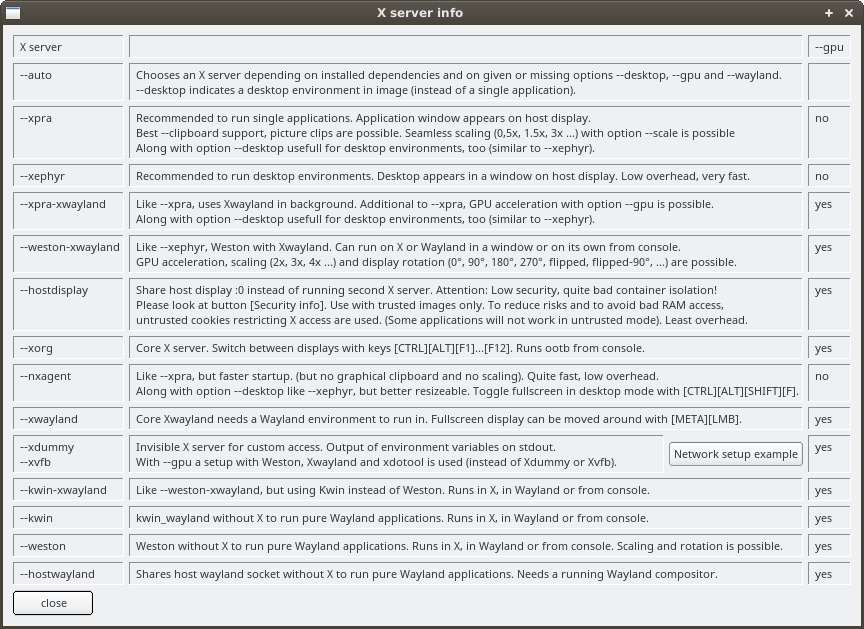 X server info
X server --gpu
--auto
Chooses an X server depending on installed dependencies and on given or missing options --desktop, --gpu and --wayland.
--desktop indicates a desktop environment in image (instead of a single application).
--xpra
Recommended to run single applications. Application window appears on host display.
Best --clipboard support, picture clips are possible. Seamless scaling (0,5x, 1.5x, 3x ...) with option --scale is possible
Along with option --desktop usefull for desktop environments, too (similar to --xephyr).
no
--xephyr
Recommended to run desktop environments. Desktop appears in a window on host display. Low overhead, very fast.
no
--xpra-xwayland
Like --xpra, uses Xwayland in background. Additional to --xpra, GPU acceleration with option --gpu is possible.
Along with option --desktop usefull for desktop environments, too (similar to --xephyr).
yes
--weston-xwayland
Like --xephyr, Weston with Xwayland. Can run on X or Wayland in a window or on its own from console.
GPU acceleration, scaling (2x, 3x, 4x ...) and display rotation (0°, 90°, 180°, 270°, flipped, flipped-90°, ...) are possible.
yes
--hostdisplay
Share host display :0 instead of running second X server. Attention: Low security, quite bad container isolation!
Please look at button [Security info]. Use with trusted images only. To reduce risks and to avoid bad RAM access,
untrusted cookies restricting X access are used. (Some applications will not work in untrusted mode). Least overhead.
yes
--xorg
Core X server. Switch between displays with keys [CTRL][ALT][F1]...[F12]. Runs ootb from console.
yes
--nxagent
Like --xpra, but faster startup. (but no graphical clipboard and no scaling). Quite fast, low overhead.
Along with option --desktop like --xephyr, but better resizeable. Toggle fullscreen in desktop mode with [CTRL][ALT][SHIFT][F].
no
--xwayland
Core Xwayland needs a Wayland environment to run in. Fullscreen display can be moved around with [META][LMB].
yes
--xdummy
--xvfb
Invisible X server for custom access. Output of environment variables on stdout.
With --gpu a setup with Weston, Xwayland and xdotool is used (instead of Xdummy or Xvfb).
Network setup example
yes
--kwin-xwayland
Like --weston-xwayland, but using Kwin instead of Weston. Runs in X, in Wayland or from console.
yes
--kwin
kwin_wayland without X to run pure Wayland applications. Runs in X, in Wayland or from console.
yes
--weston
Weston without X to run pure Wayland applications. Runs in X, in Wayland or from console. Scaling and rotation is possible.
yes
--hostwayland
Shares host wayland socket without X to run pure Wayland applications. Needs a running Wayland compositor.
yes
close